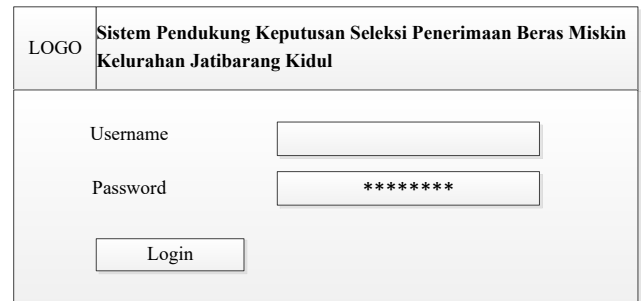 LOGO
Sistem Pendukung Keputusan Seleksi Penerimaan Beras Miskin
Kelurahan Jatibarang Kidul
Username
Password ********
Login